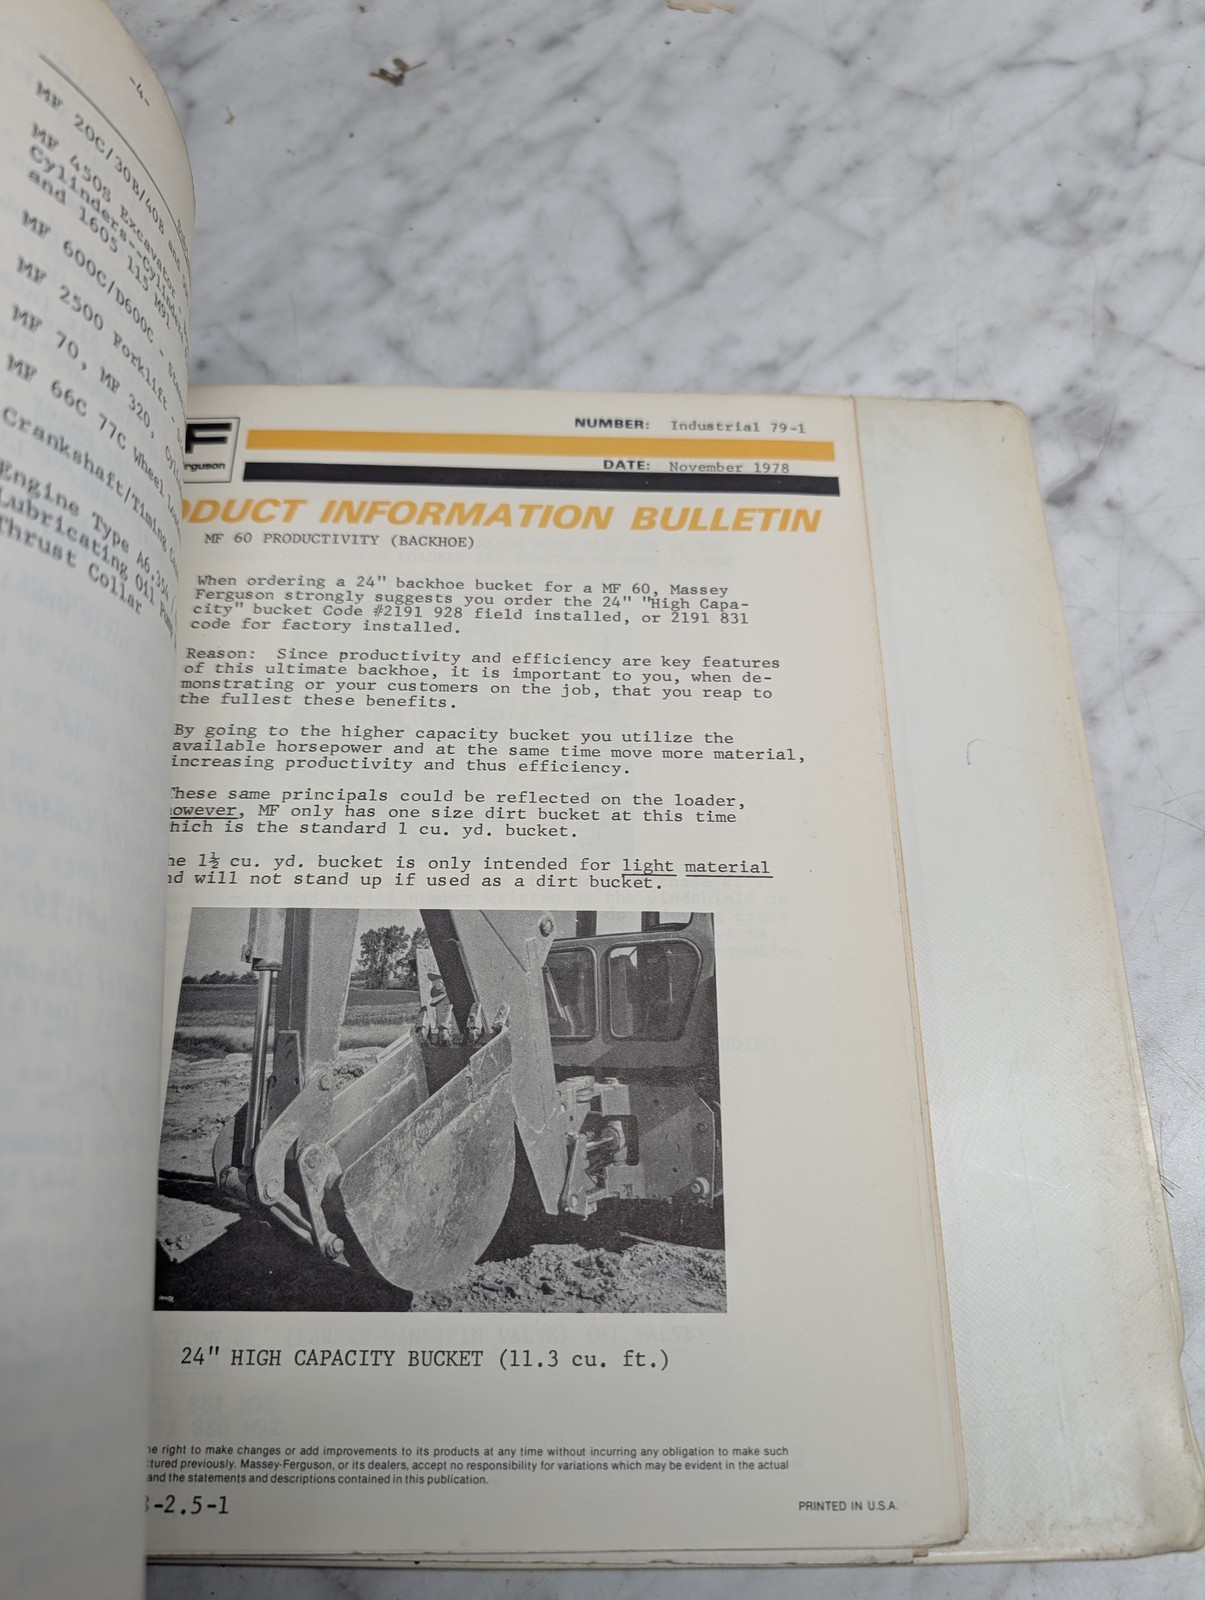 -4-
MF 20C/30B/40B and
MF 450S Excavator -
Cylinders--Cylinder
and 1605 115 M91
MF 600C/D600C -
MF 2500 Forklift -
MF 70, MF 320,
MF 66C 77C Wheel
Crankshaft/Timing
Engine Type A6.354
Lubricating Oil Pump
Thrust Collar
F
rguson
NUMBER: Industrial 79-1
DATE: November 1978
ODUCT INFORMATION BULLETIN
MF 60 PRODUCTIVITY (BACKHOE)
When ordering a 24" backhoe bucket for a MF 60, Massey
Ferguson strongly suggests you order the 24" "High Capa-
city" bucket Code #2191 928 field installed, or 2191 831
code for factory installed.
Reason: Since productivity and efficiency are key features
of this ultimate backhoe, it is important to you, when de-
monstrating or your customers on the job, that you reap to
the fullest these benefits.
By going to the higher capacity bucket you utilize the
available horsepower and at the same time move more material,
increasing productivity and thus efficiency.
These same principals could be reflected on the loader,
owever, MF only has one size dirt bucket at this time
hich is the standard 1 cu. yd. bucket.
he 1½ cu. yd. bucket is only intended for light material
nd will not stand up if used as a dirt bucket.
24" HIGH CAPACITY BUCKET (11.3 cu. ft.)
he right to make changes or add improvements to its products at any time without incurring any obligation to make such
tured previously. Massey-Ferguson, or its dealers, accept no responsibility for variations which may be evident in the actual
and the statements and descriptions contained in this publication.
-2.5-1
PRINTED IN U.S.A.